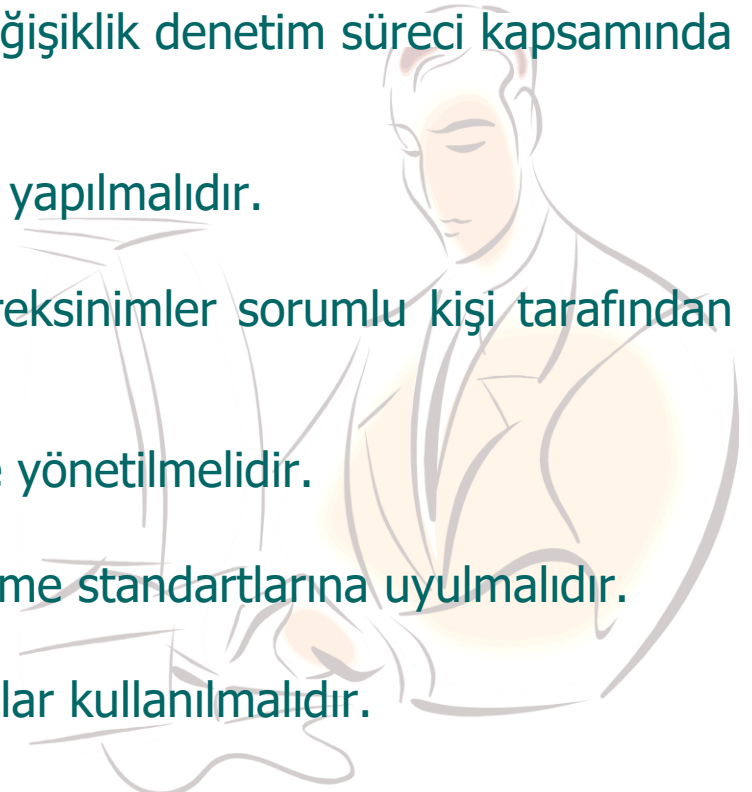 ğişiklik denetim süreci kapsamında
yapılmalıdır.
reksinimler sorumlu kişi tarafından
e yönetilmelidir.
me standartlarına uyulmalıdır.
lar kullanılmalıdır.